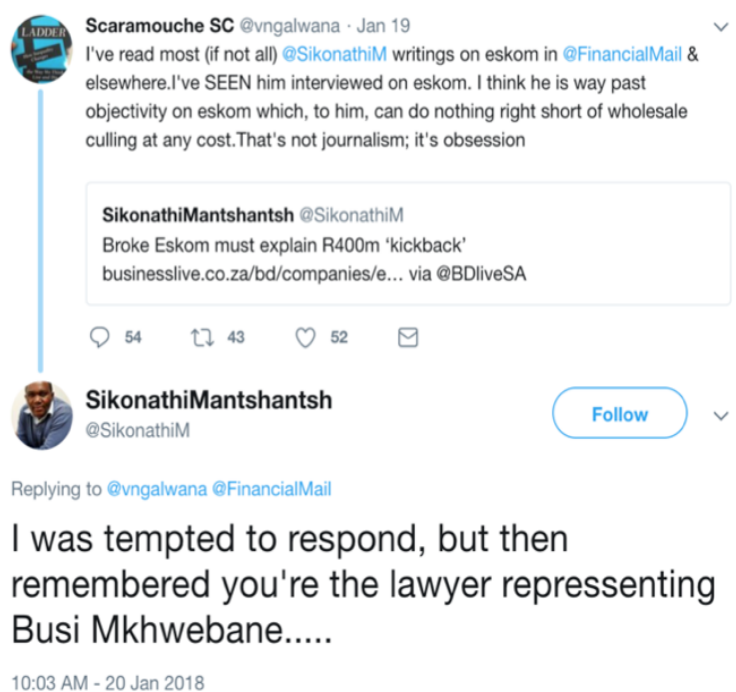 LADDER
Scaramouche SC @vngalwana · Jan 19
I've read most (if not all) @SikonathiM writings on eskom in @FinancialMail &
elsewhere.I've SEEN him interviewed on eskom. I think he is way past
objectivity on eskom which, to him, can do nothing right short of wholesale
culling at any cost.That's not journalism; it's obsession
SikonathiMantshantsh @SikonathiM
Broke Eskom must explain R400m ‘kickback’
businesslive.co.za/bd/companies/e... via @BDliveSA
54 43 52
SikonathiMantshantsh
@SikonathiM
Follow
Replying to @vngalwana @FinancialMail
I was tempted to respond, but then
remembered you're the lawyer repressenting
Busi Mkhwebane.....
10:03 AM - 20 Jan 2018